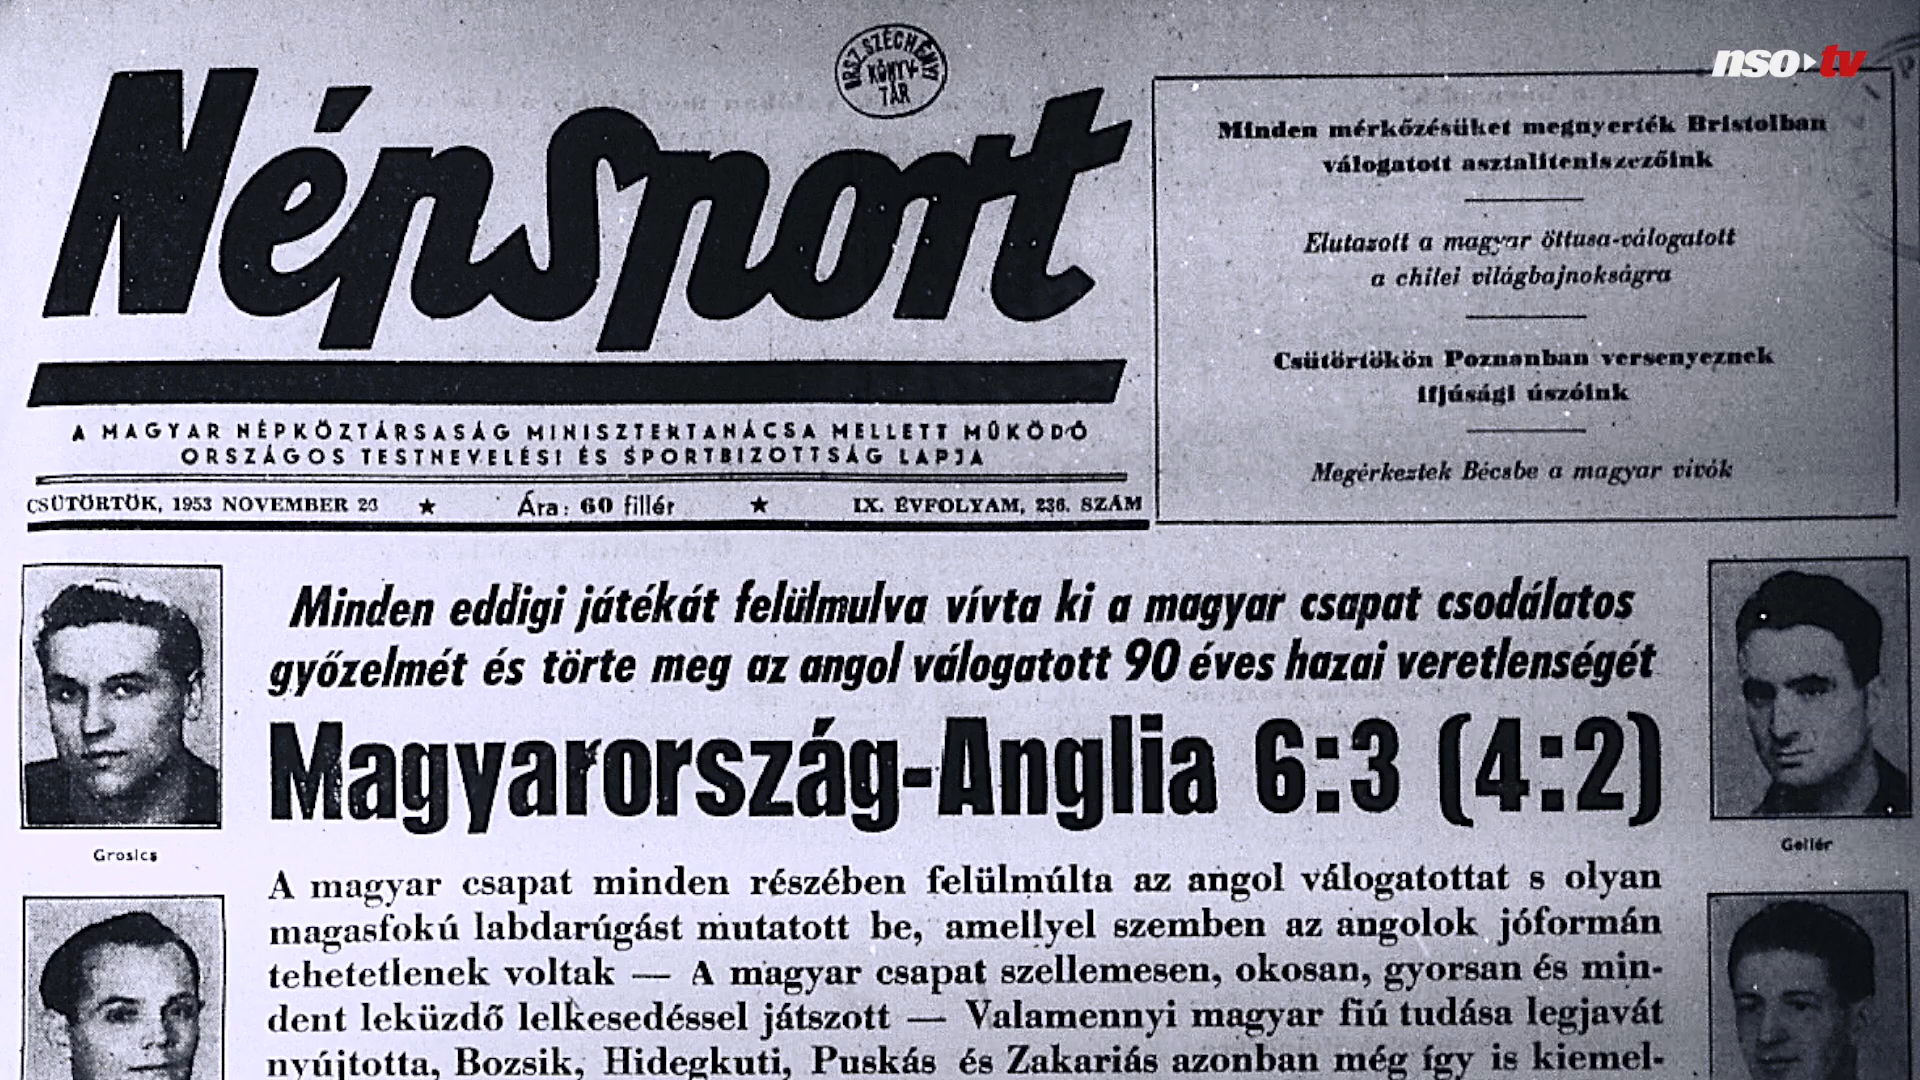 nso tv
ORSZ. SZÉCHÉNYI
KÖNYV-
TÁR
Népsport
A MAGYAR NÉPKÖZTÁRSASÁG MINISZTERTANÁCSA MELLETT MŰKÖDŐ
ORSZÁGOS TESTNEVELÉSI ÉS SPORTBIZOTTSÁG LAPJA
CSÜTÖRTÖK, 1953 NOVEMBER 26 ★ Ára: 60 fillér ★ IX. ÉVFOLYAM, 236. SZÁM
Minden mérkőzésüket megnyerték Bristolban
válogatott asztaliteniszezőink
Elutazott a magyar öttusa-válogatott
a chilei világbajnokságra
Csütörtökön Poznanban versenyeznek
ifjúsági úszóink
Megérkeztek Bécsbe a magyar vívók
Minden eddigi játékát felülmulva vívta ki a magyar csapat csodálatos
győzelmét és törte meg az angol válogatott 90 éves hazai veretlenségét
Magyarország-Anglia 6:3 (4:2)
Grosics
Gellér
A magyar csapat minden részében felülmúlta az angol válogatottat s olyan
magasfokú labdarúgást mutatott be, amellyel szemben az angolok jóformán
tehetetlenek voltak — A magyar csapat szellemesen, okosan, gyorsan és min-
dent leküzdő lelkesedéssel játszott — Valamennyi magyar fiú tudása legjavát
nyújtotta, Bozsik, Hidegkuti, Puskás és Zakariás azonban még így is kiemel-